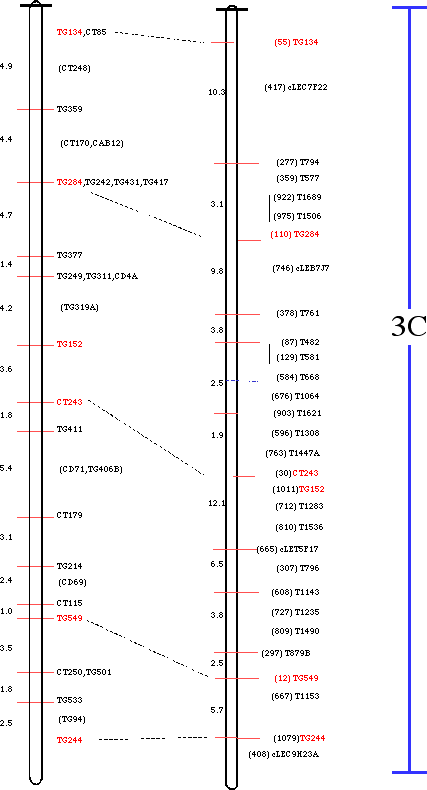 TG134,CT85
4.9
(CT248)
TG359
4.4
(CT170,CAB12)
TG284,TG242,TG431,TG417
4.7
TG377
1.4
TG249,TG311,CD4A
4.2
(TG319A)
TG152
3.6
CT243
1.8
TG411
5.4
(CD71,TG406B)
CT179
3.1
TG214
2.4
(CD69)
CT115
1.0
TG549
3.5
CT250,TG501
1.8
TG533
2.5
(TG94)
TG244
(55) TG134
10.3
(417) cLEC7F22
(277) T794
(359) T577
3.1
(922) T1689
(975) T1506
(110) TG284
9.8
(746) cLEB7J7
(378) T761
3.8
(87) T482
(129) T581
2.5
(584) T668
(676) T1064
(903) T1621
1.9
(596) T1308
(763) T1447A
(30)CT243
(1011)TG152
12.1
(712) T1283
(810) T1536
(665) cLET5F17
6.5
(307) T796
(608) T1143
3.8
(727) T1235
(809) T1490
(297) T879B
2.5
(12) TG549
(667) T1153
5.7
(1079)TG244
(408) cLEC9H23A
3C